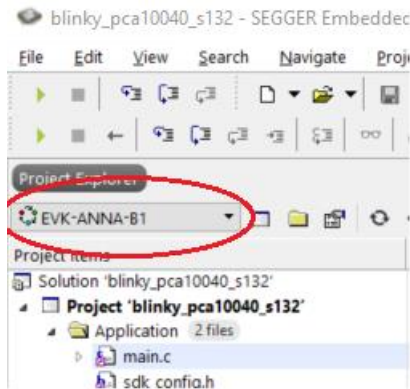 blinky_pca10040_s132 - SEGGER Embedded
File Edit View Search Navigate Proj
Project Explorer
EVK-ANNA-B1
Project Items
Solution 'blinky_pca10040_s132'
Project 'blinky_pca10040_s132'
Application 2 files
main.c
sdk_config.h